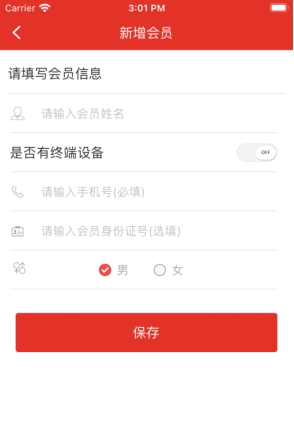 Carrier 3:01 PM
新增会员
请填写会员信息
请输入会员姓名
是否有终端设备 OFF
请输入手机号(必填)
请输入会员身份证号(选填)
男 女
保存